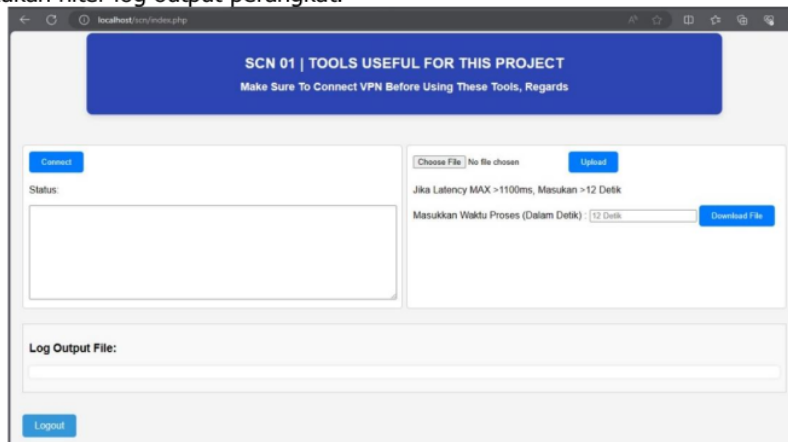 filter log output perangkat.
localhost/scn/index.php
SCN 01 | TOOLS USEFUL FOR THIS PROJECT
Make Sure To Connect VPN Before Using These Tools, Regards
Connect
Status:
Choose File No file chosen
Upload
Jika Latency MAX >1100ms, Masukan >12 Detik
Masukkan Waktu Proses (Dalam Detik) : 12 Detik
Download File
Log Output File:
Logout